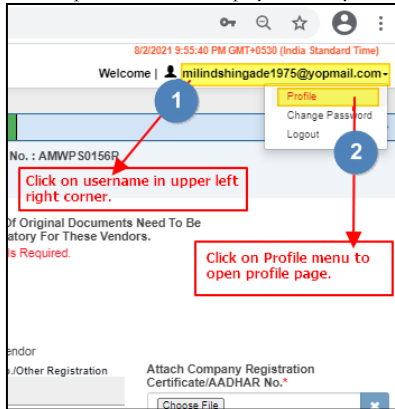 8/2/2021 9:55:40 PM GMT+0530 (India Standard Time)
Welcome | milindshingade1975@yopmail.com
Profile
Change Password
Logout
1
2
No. : AMWPS0156R
Click on username in upper left
right corner.
Of Original Documents Need To Be
atory For These Vendors.
Is Required.
Click on Profile menu to
open profile page.
endor
./Other Registration
Attach Company Registration
Certificate/AADHAR No.*
Choose File
×